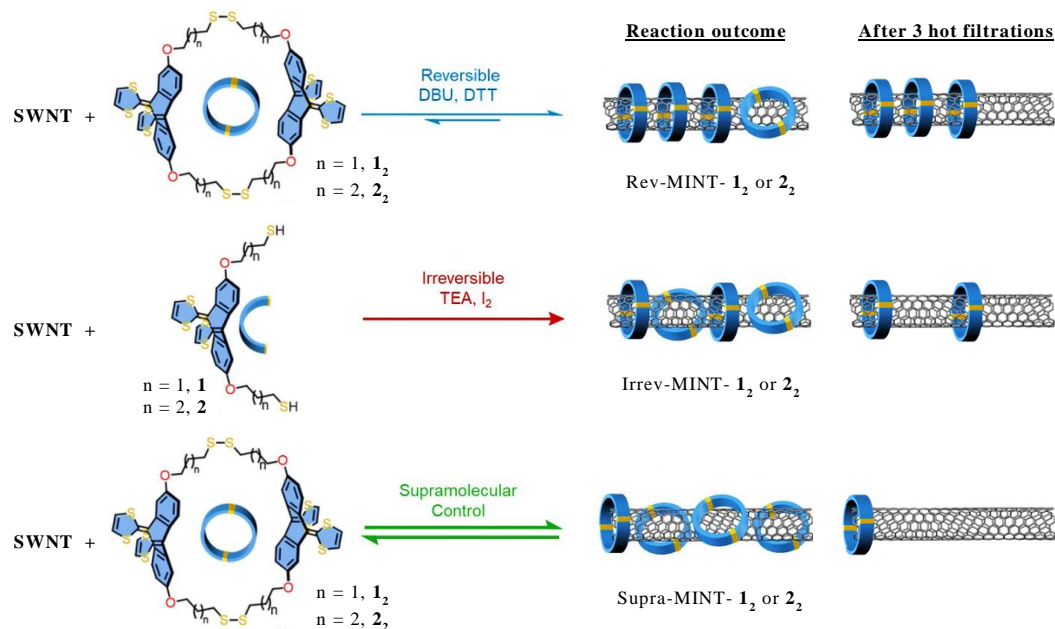 Reaction outcome
After 3 hot filtrations
SWNT +
S–S
O
O
n
n
S
S
S
S
S
S
O
O
n
n
S–S
n = 1, 1₂
n = 2, 2₂
Reversible
DBU, DTT
Rev-MINT- 1₂ or 2₂
SWNT +
SH
n
O
S
S
S
O
n
SH
n = 1, 1
n = 2, 2
Irreversible
TEA, I₂
Irrev-MINT- 1₂ or 2₂
SWNT +
S–S
O
O
n
n
S
S
S
S
S
S
O
O
n
n
S–S
n = 1, 1₂
n = 2, 2₂
Supramolecular
Control
Supra-MINT- 1₂ or 2₂